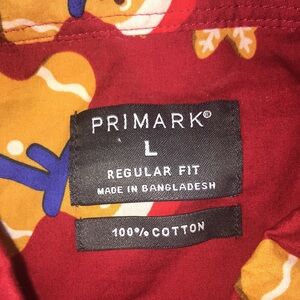 PRIMARK®
L
REGULAR FIT
MADE IN BANGLADESH
100% COTTON